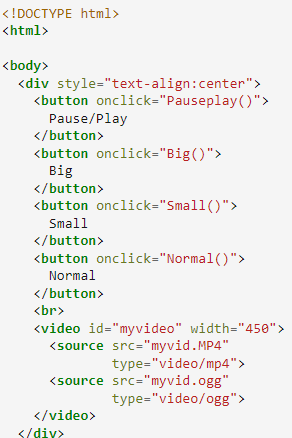 <!DOCTYPE html>
<html>

<body>
  <div style="text-align:center">
    <button onclick="Pauseplay()">
      Pause/Play
    </button>
    <button onclick="Big()">
      Big
    </button>
    <button onclick="Small()">
      Small
    </button>
    <button onclick="Normal()">
      Normal
    </button>
    <br>
    <video id="myvideo" width="450">
      <source src="myvid.MP4"
              type="video/mp4">
      <source src="myvid.ogg"
              type="video/ogg">
    </video>
  </div>